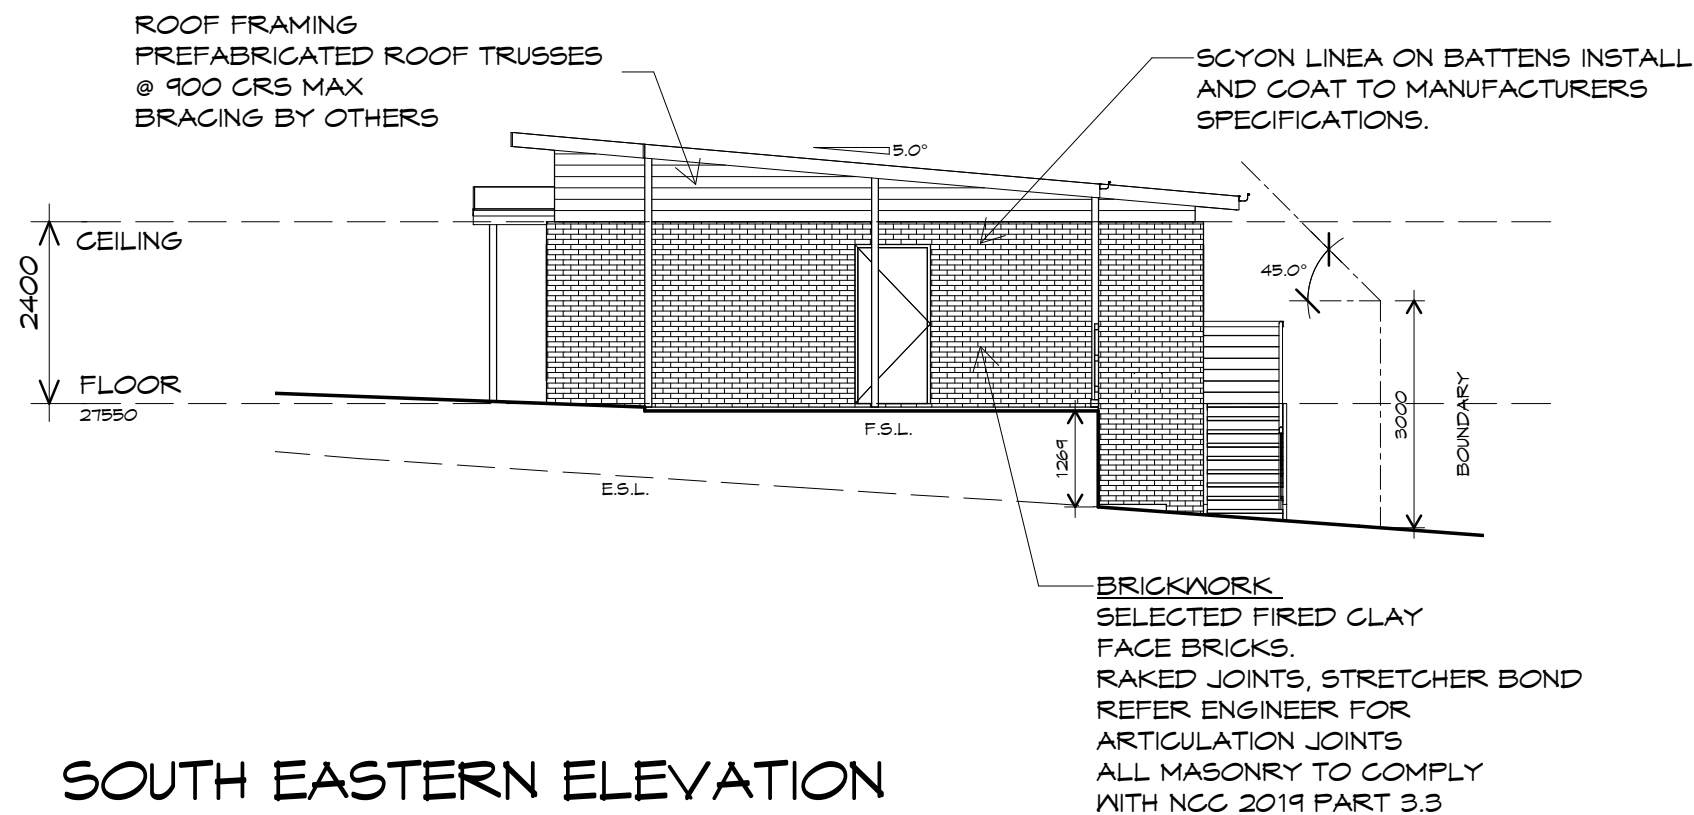 ROOF FRAMING
PREFABRICATED ROOF TRUSSES
@ 900 CRS MAX
BRACING BY OTHERS
SCYON LINEA ON BATTENS INSTALL
AND COAT TO MANUFACTURERS
SPECIFICATIONS.
5.0°
CEILING
2400
45.0°
FLOOR
27550
3000
BOUNDARY
F.S.L.
1269
E.S.L.
BRICKWORK
SELECTED FIRED CLAY
FACE BRICKS.
RAKED JOINTS, STRETCHER BOND
REFER ENGINEER FOR
ARTICULATION JOINTS
ALL MASONRY TO COMPLY
WITH NCC 2019 PART 3.3
SOUTH EASTERN ELEVATION